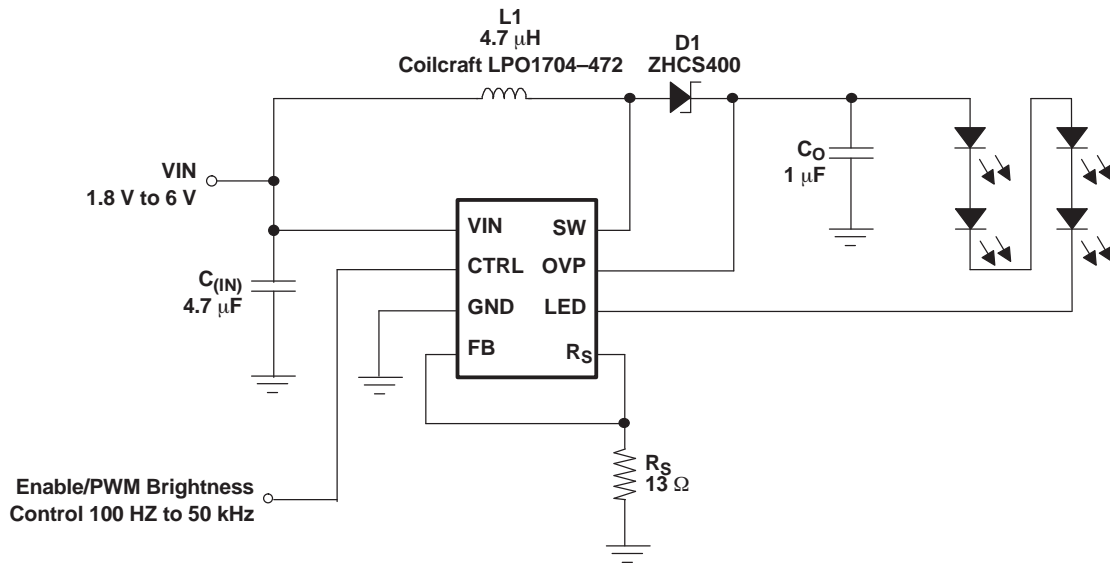 L1
4.7 μH
Coilcraft LPO1704–472
D1
ZHCS400
VIN
1.8 V to 6 V
C(IN)
4.7 μF
CO
1 μF
VIN
SW
CTRL
OVP
GND
LED
FB
RS
RS
13 Ω
Enable/PWM Brightness
Control 100 HZ to 50 kHz